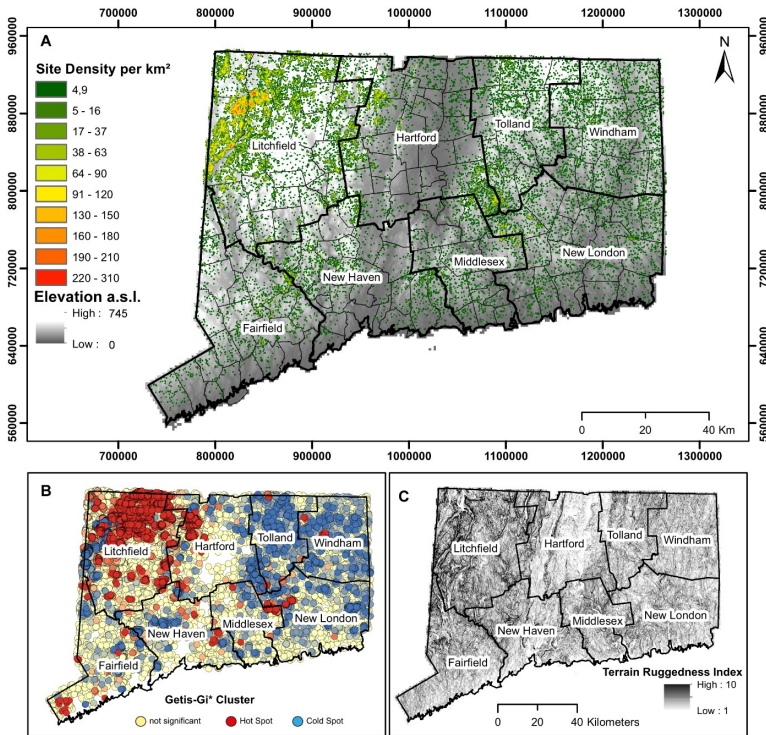 700000 800000 900000 1000000 1100000 1200000 1300000
A
N
960000
880000
800000
720000
640000
560000
960000
880000
800000
720000
640000
560000
Site Density per km²
4,9
5 - 16
17 - 37
38 - 63
64 - 90
91 - 120
130 - 150
160 - 180
190 - 210
220 - 310
Elevation a.s.l.
High : 745
Low : 0
Litchfield
Hartford
Tolland
Windham
New Haven
Middlesex
New London
Fairfield
0 20 40 Km
700000 800000 900000 1000000 1100000 1200000 1300000
B
Litchfield
Hartford
Tolland
Windham
New Haven
Middlesex
New London
Fairfield
Getis-Gi* Cluster
not significant Hot Spot Cold Spot
C
Litchfield
Hartford
Tolland
Windham
New Haven
Middlesex
New London
Fairfield
Terrain Ruggedness Index
High : 10
Low : 1
0 20 40 Kilometers